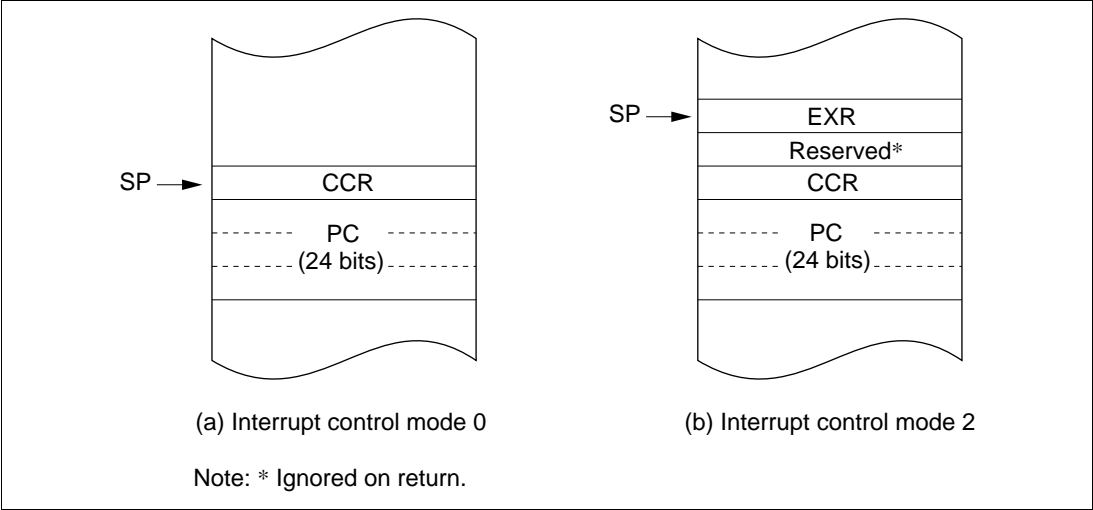 SP
CCR
PC
(24 bits)
(a) Interrupt control mode 0
SP
EXR
Reserved*
CCR
PC
(24 bits)
(b) Interrupt control mode 2
Note: * Ignored on return.